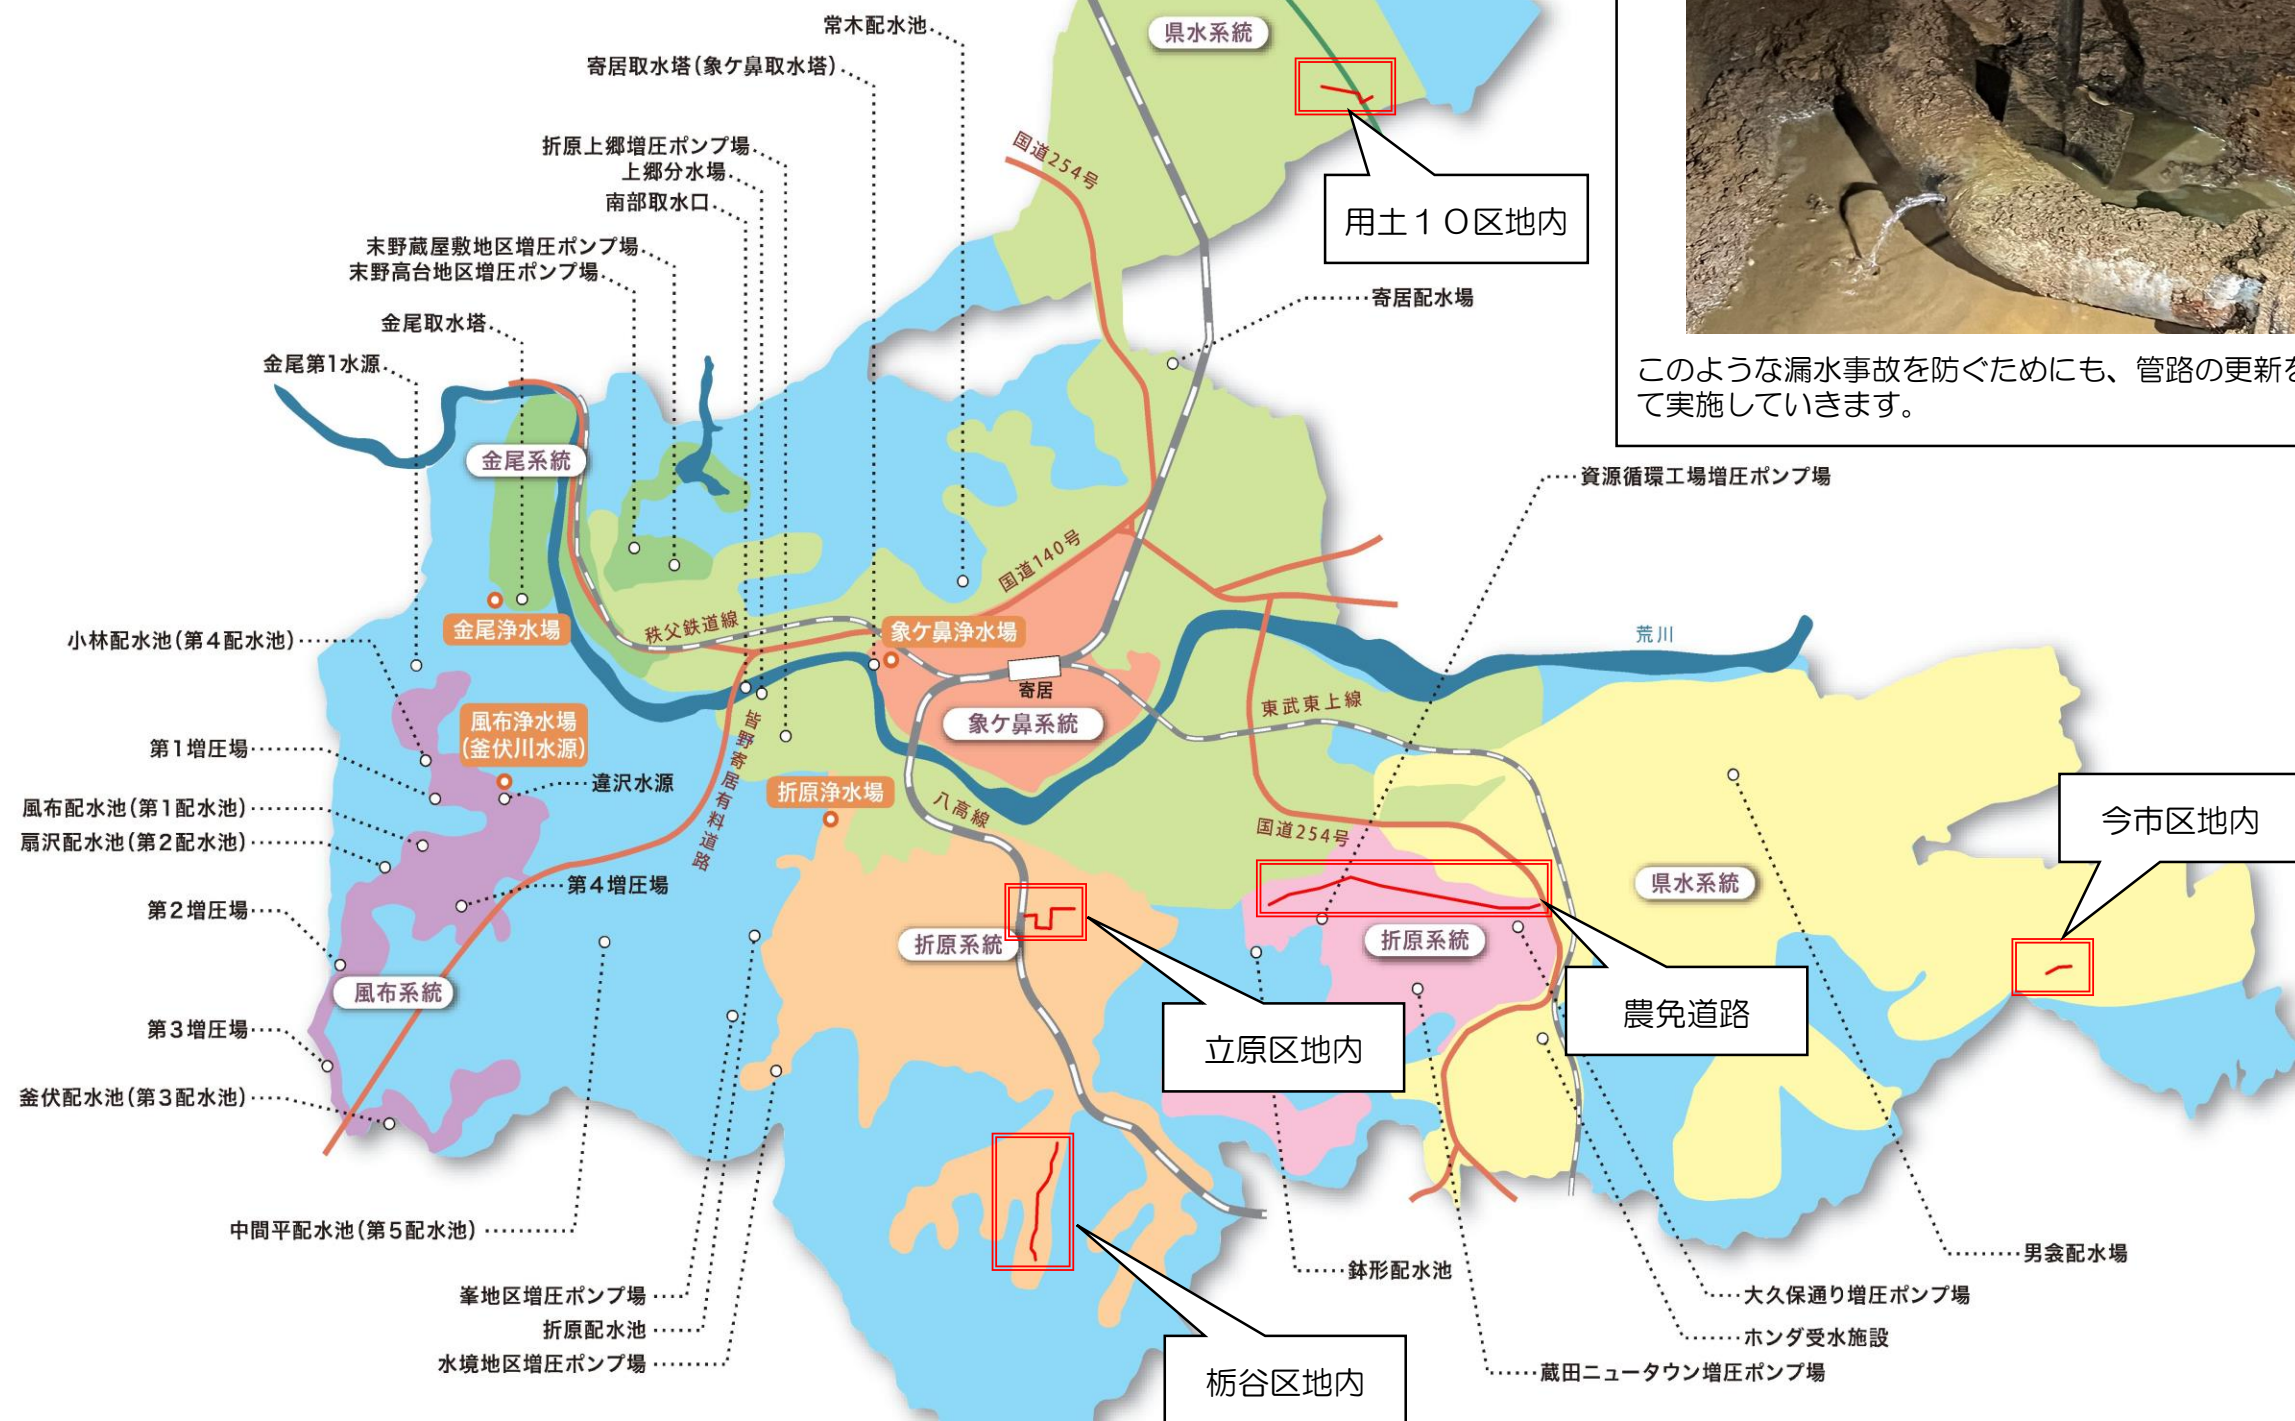 常木配水池
県水系統
寄居取水塔(象ケ鼻取水塔)
国道254号
折原上郷増圧ポンプ場
上郷分水場
南部取水口
用土１０区地内
末野蔵屋敷地区増圧ポンプ場
末野高台地区増圧ポンプ場
寄居配水場
金尾取水塔
金尾第1水源
このような漏水事故を防ぐためにも、管路の更新を
て実施していきます。
金尾系統
資源循環工場増圧ポンプ場
国道140号
金尾浄水場
秩父鉄道線
象ケ鼻浄水場
荒川
小林配水池(第4配水池)
寄居
東武東上線
風布浄水場
(釜伏川水源)
皆野寄居有料道路
象ケ鼻系統
第1増圧場
違沢水源
折原浄水場
風布配水池(第1配水池)
八高線
今市区地内
扇沢配水池(第2配水池)
国道254号
第4増圧場
県水系統
第2増圧場
折原系統
折原系統
風布系統
農免道路
第3増圧場
立原区地内
釜伏配水池(第3配水池)
中間平配水池(第5配水池)
男衾配水場
鉢形配水池
峯地区増圧ポンプ場
大久保通り増圧ポンプ場
折原配水池
ホンダ受水施設
水境地区増圧ポンプ場
蔵田ニュータウン増圧ポンプ場
栃谷区地内